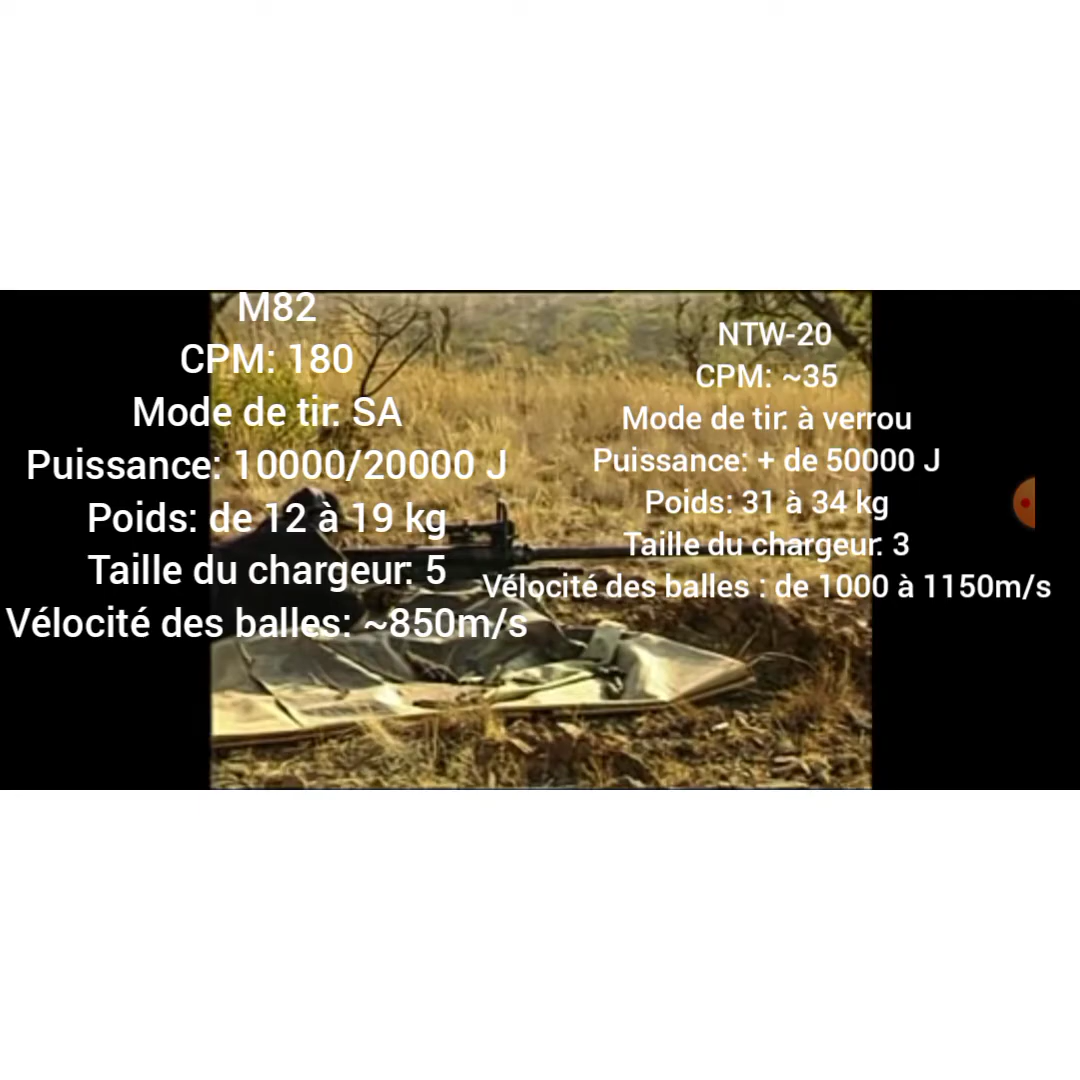 M82
CPM: 180
Mode de tir: SA
Puissance: 10000/20000 J
Poids: de 12 à 19 kg
Taille du chargeur: 5
Vélocité des balles: ~850m/s
NTW-20
CPM: ~35
Mode de tir: à verrou
Puissance: + de 50000 J
Poids: 31 à 34 kg
Taille du chargeur: 3
Vélocité des balles : de 1000 à 1150m/s